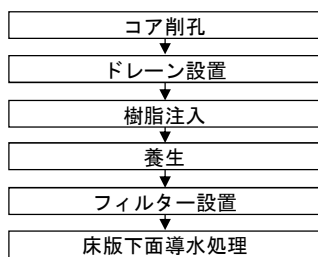 コア削孔
ドレーン設置
樹脂注入
養生
フィルター設置
床版下面導水処理